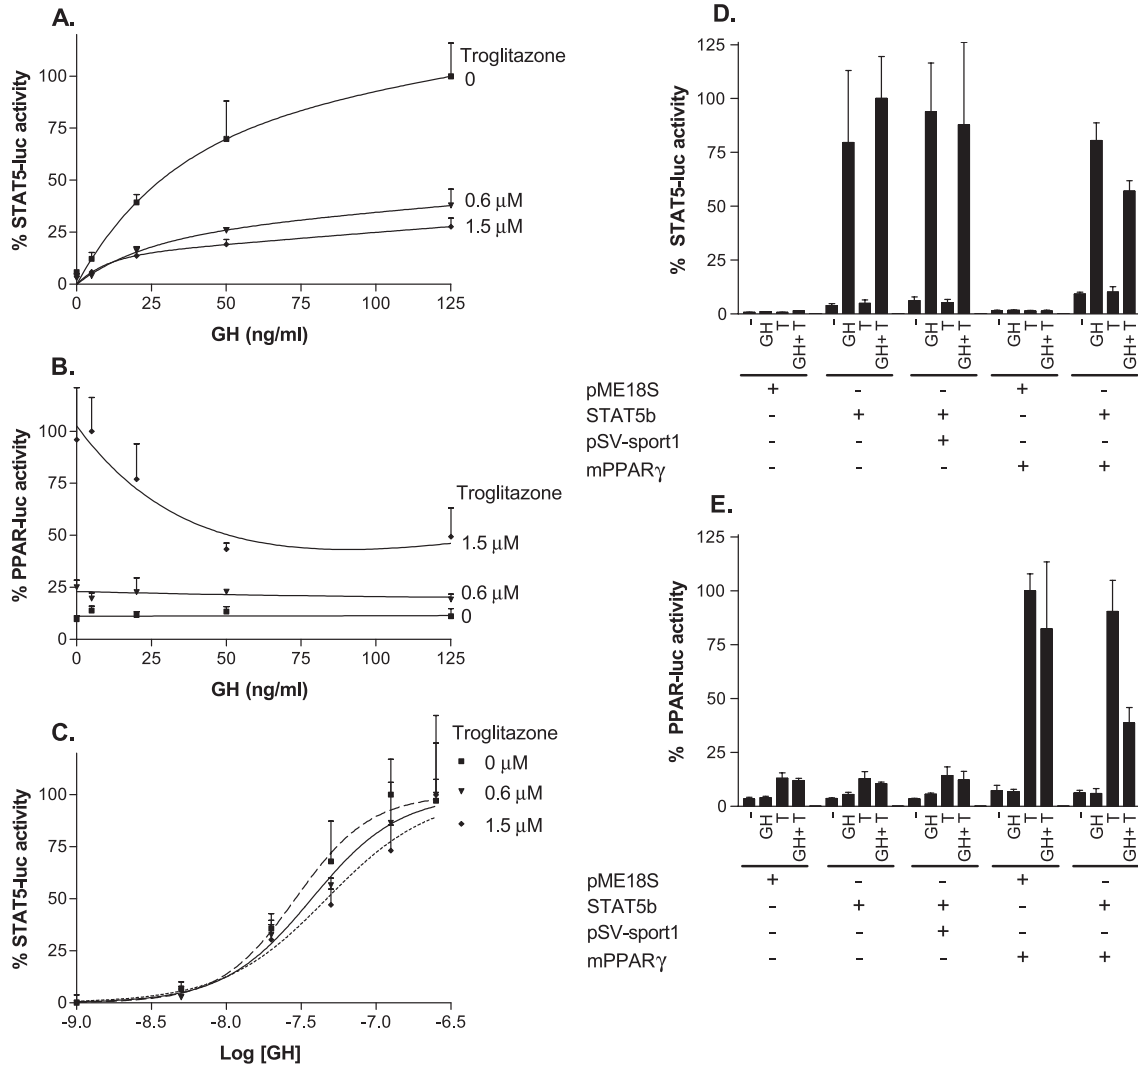 A.
Troglitazone
% STAT5-luc activity
100
75
50
25
0
0
0.6 µM
1.5 µM
0 25 50 75 100 125
GH (ng/ml)
B.
Troglitazone
% PPAR-luc activity
100
75
50
25
0
1.5 µM
0.6 µM
0
0 25 50 75 100 125
GH (ng/ml)
C.
Troglitazone
0 µM
0.6 µM
1.5 µM
% STAT5-luc activity
100
75
50
25
0
-9.0 -8.5 -8.0 -7.5 -7.0 -6.5
Log [GH]
D.
% STAT5-luc activity
125
100
75
50
25
0
- GH T GH+T - GH T GH+T - GH T GH+T - GH T GH+T - GH T GH+T
pME18S + - - + -
STAT5b - + + - +
pSV-sport1 - - + - -
mPPARγ - - - + +
E.
% PPAR-luc activity
125
100
75
50
25
0
- GH T GH+T - GH T GH+T - GH T GH+T - GH T GH+T - GH T GH+T
pME18S + - - + -
STAT5b - + + - +
pSV-sport1 - - + - -
mPPARγ - - - + +